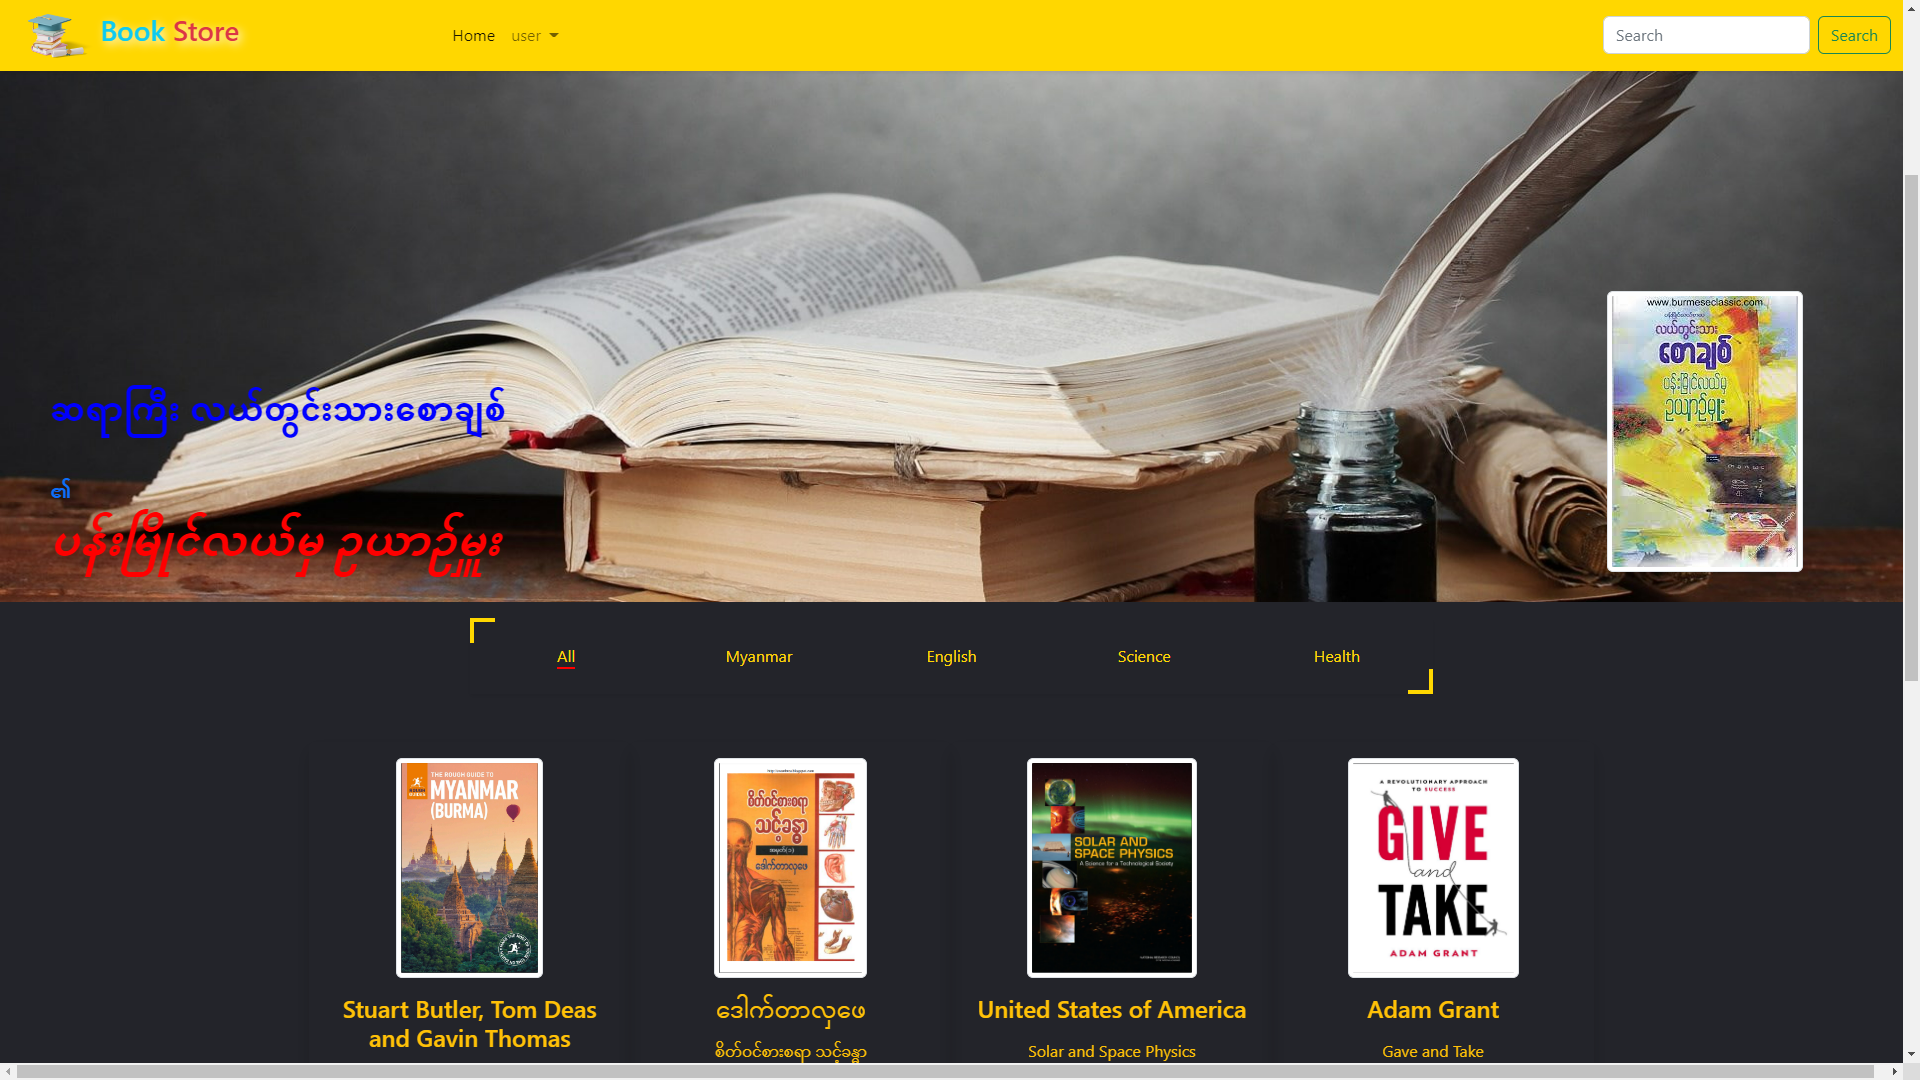 Book Store
Home
user
Search
Search
www.burmeseclassic.com
လယ်တွင်းသား
စောချစ်
ပန်းမြိုင်လယ်မှ
ဥယျာဉ်မှူး
ဆရာကြီး လယ်တွင်းသားစောချစ်
၏
ပန်းမြိုင်လယ်မှ ဥယာဉ်မှူး
All
Myanmar
English
Science
Health
THE ROUGH GUIDE TO
MYANMAR
(BURMA)
စိတ်ဝင်စားစရာ
သင့်ခန္ဓာ
ဒေါက်တာလှဖေ
SOLAR AND
SPACE PHYSICS
A Science for a Technological Society
A REVOLUTIONARY APPROACH
TO SUCCESS
GIVE
and
TAKE
ADAM GRANT
Stuart Butler, Tom Deas
and Gavin Thomas
ဒေါက်တာလှဖေ
စိတ်ဝင်စားစရာ သင့်ခန္ဓာ
United States of America
Solar and Space Physics
Adam Grant
Gave and Take